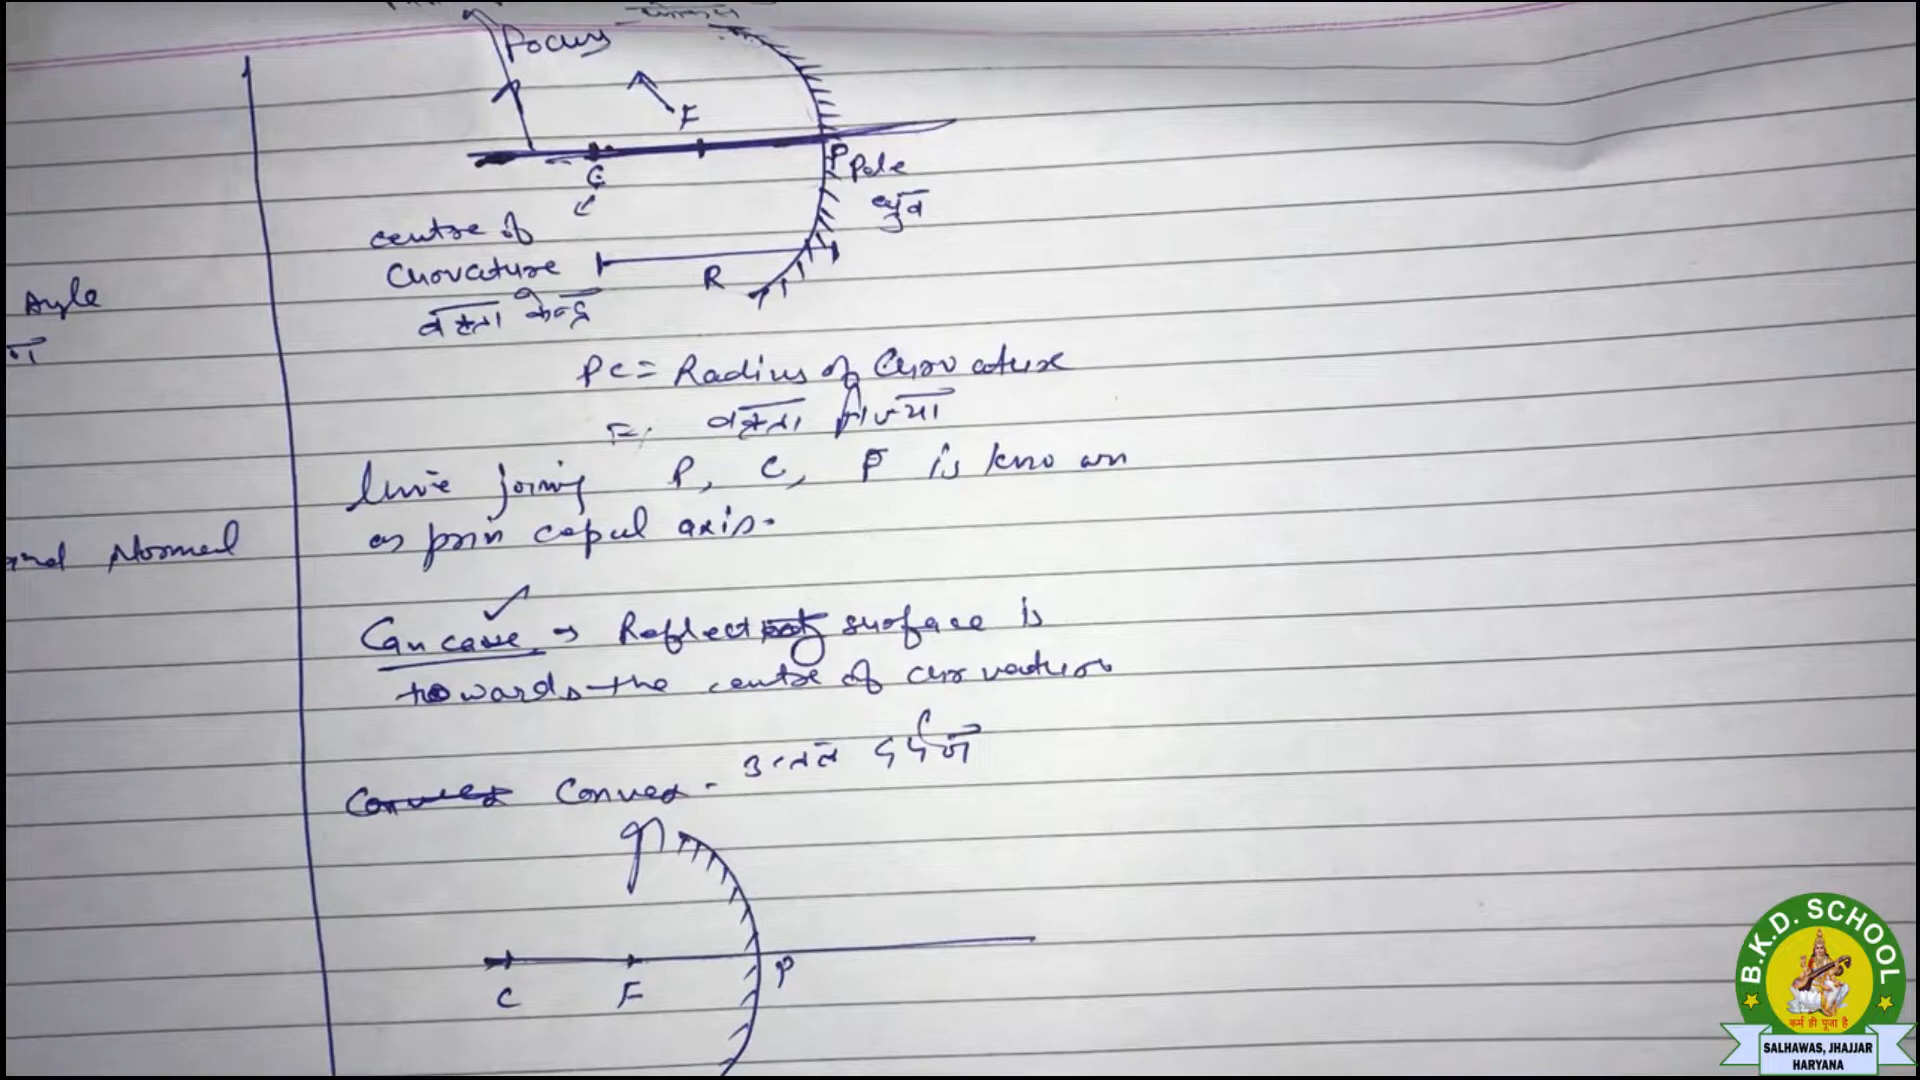 Focus
F
P Pole
ध्रुव
C
centre of
Curvature
वक्रता केन्द्र
R
Angle
PC = Radius of Curvature
= वक्रता त्रिज्या
line joining P, C, F is known
as principal axis.
Normal
Concave → Reflecting surface is
towards the centre of curvature
Convex Convex - उत्तल दर्पण
C F P
B.K.D. SCHOOL
कर्म ही पूजा है
SALHAWAS, JHAJJAR
HARYANA